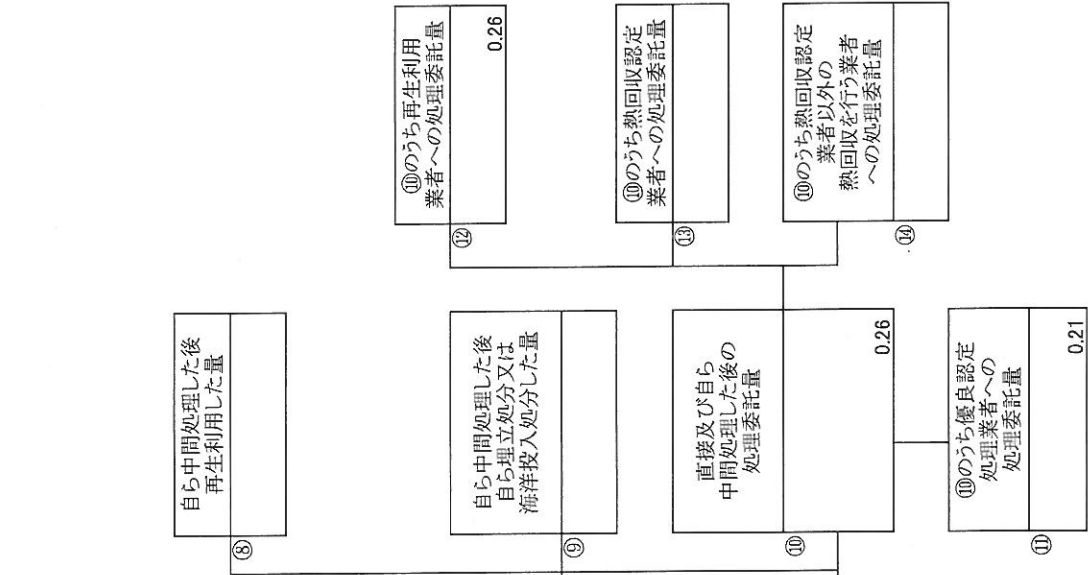 ⑧
自ら中間処理した後
再生利用した量
⑨
自ら中間処理した後
自ら埋立処分又は
海洋投入処分した量
⑩
直接及び自ら
中間処理した後の
処理委託量
0.26
⑪
⑩のうち優良認定
処理業者への
処理委託量
0.21
⑫
⑩のうち再生利用
業者への処理委託量
0.26
⑬
⑩のうち熱回収認定
業者への処理委託量
⑭
⑩のうち熱回収認定
業者以外の
熱回収を行う業者
への処理委託量